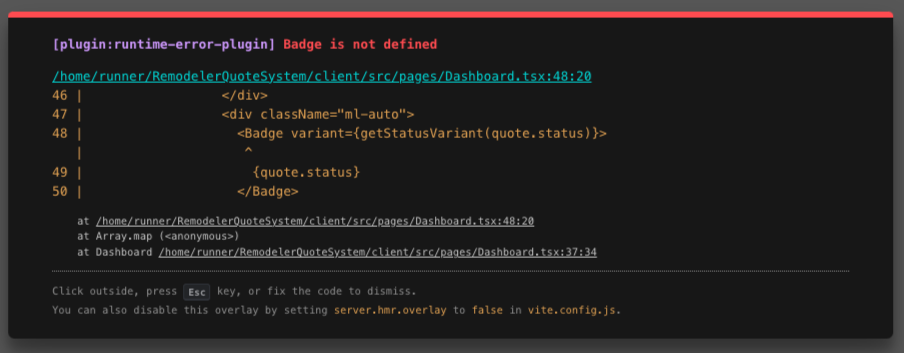 [plugin:runtime-error-plugin] Badge is not defined
/home/runner/RemodelerQuoteSystem/client/src/pages/Dashboard.tsx:48:20
46 |                  </div>
47 |                  <div className="ml-auto">
48 |                    <Badge variant={getStatusVariant(quote.status)}>
   |                     ^
49 |                      {quote.status}
50 |                    </Badge>
at /home/runner/RemodelerQuoteSystem/client/src/pages/Dashboard.tsx:48:20
at Array.map (<anonymous>)
at Dashboard /home/runner/RemodelerQuoteSystem/client/src/pages/Dashboard.tsx:37:34
Click outside, press Esc key, or fix the code to dismiss.
You can also disable this overlay by setting server.hmr.overlay to false in vite.config.js.